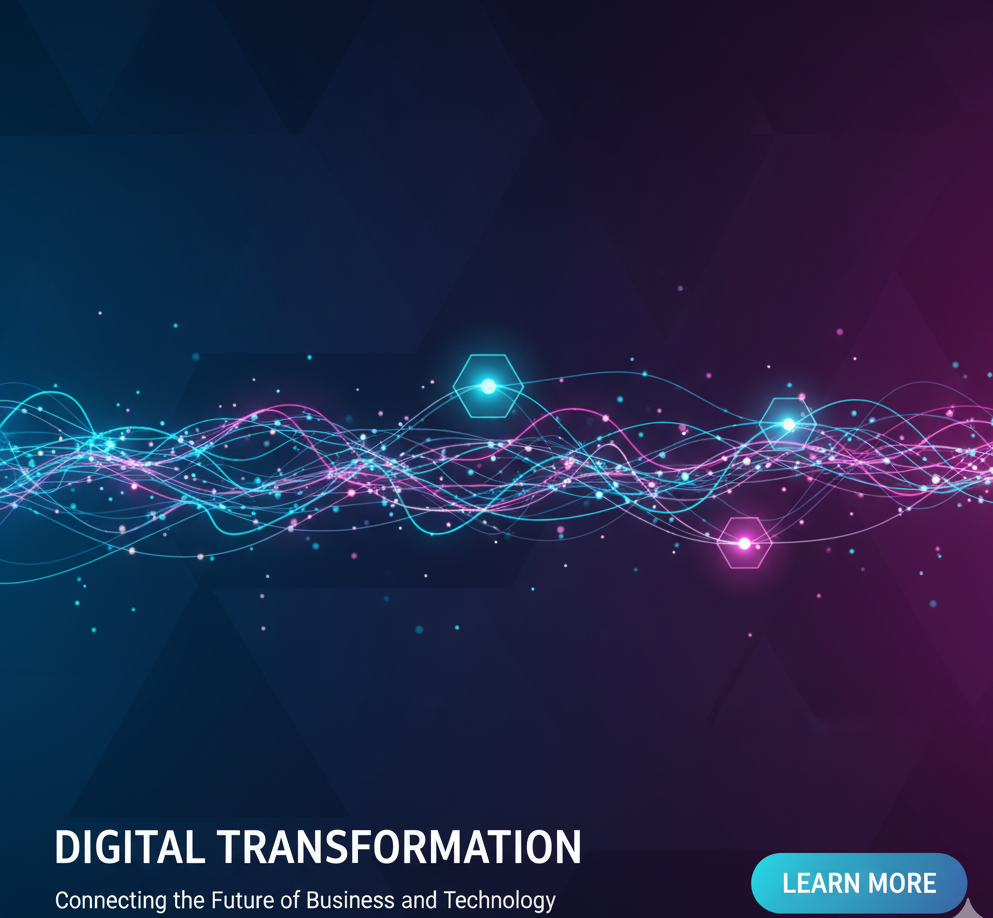 DIGITAL TRANSFORMATION
Connecting the Future of Business and Technology
LEARN MORE